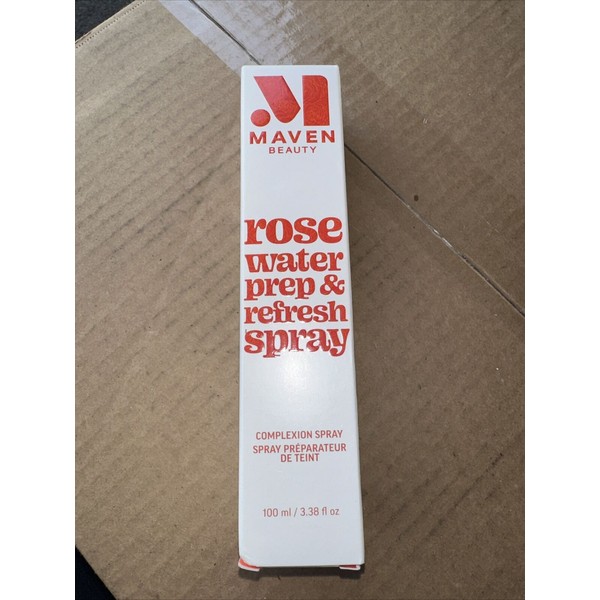 M
MAVEN
BEAUTY
rose
water
prep &
refresh
spray
COMPLEXION SPRAY
SPRAY PRÉPARATEUR
DE TEINT
100 ml / 3.38 fl oz